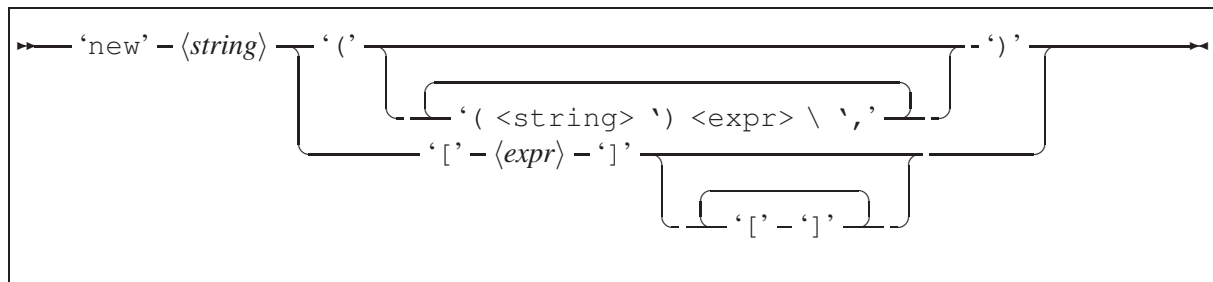 ‘new’ ⟨string⟩ ‘(’ ‘)’
‘( <string> ‘) <expr> \ ‘,’
‘[’ ⟨expr⟩ ‘]’
‘[’ ‘]’